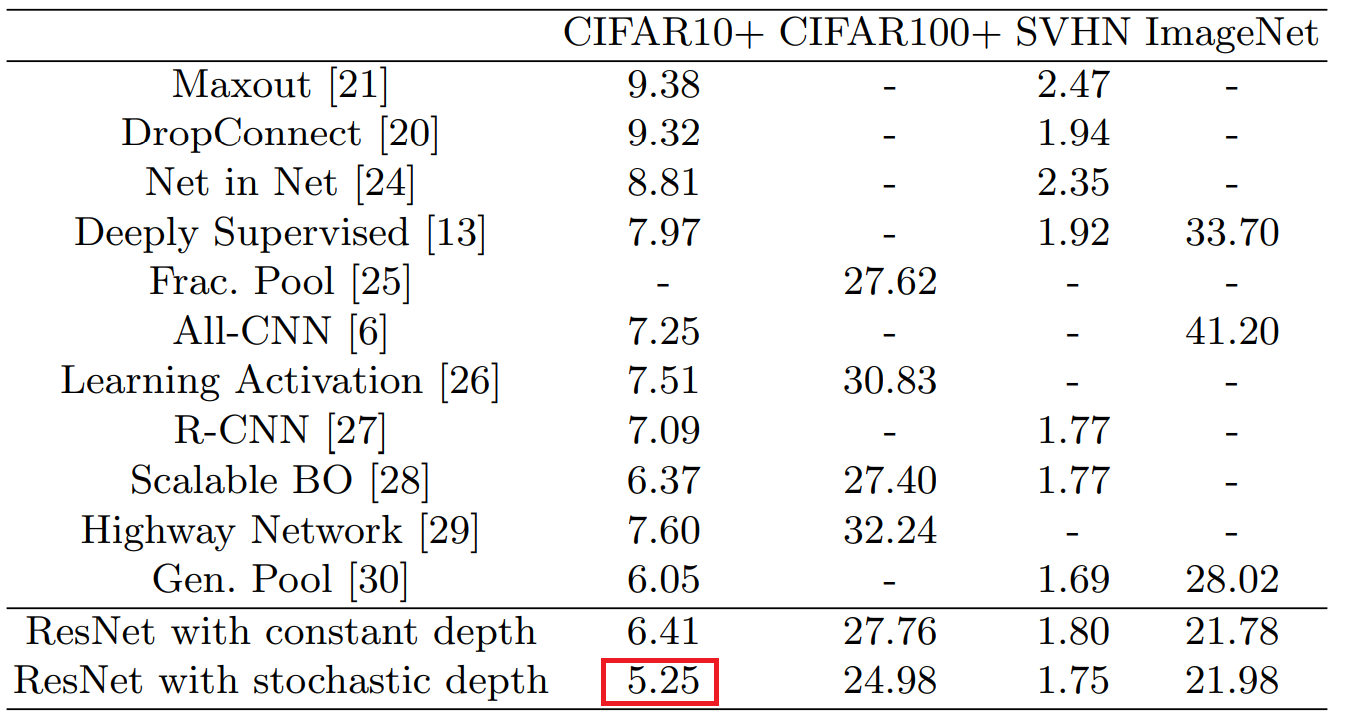 CIFAR10+ CIFAR100+ SVHN ImageNet
Maxout [21] 9.38 - 2.47 -
DropConnect [20] 9.32 - 1.94 -
Net in Net [24] 8.81 - 2.35 -
Deeply Supervised [13] 7.97 - 1.92 33.70
Frac. Pool [25] - 27.62 - -
All-CNN [6] 7.25 - - 41.20
Learning Activation [26] 7.51 30.83 - -
R-CNN [27] 7.09 - 1.77 -
Scalable BO [28] 6.37 27.40 1.77 -
Highway Network [29] 7.60 32.24 - -
Gen. Pool [30] 6.05 - 1.69 28.02
ResNet with constant depth 6.41 27.76 1.80 21.78
ResNet with stochastic depth 5.25 24.98 1.75 21.98